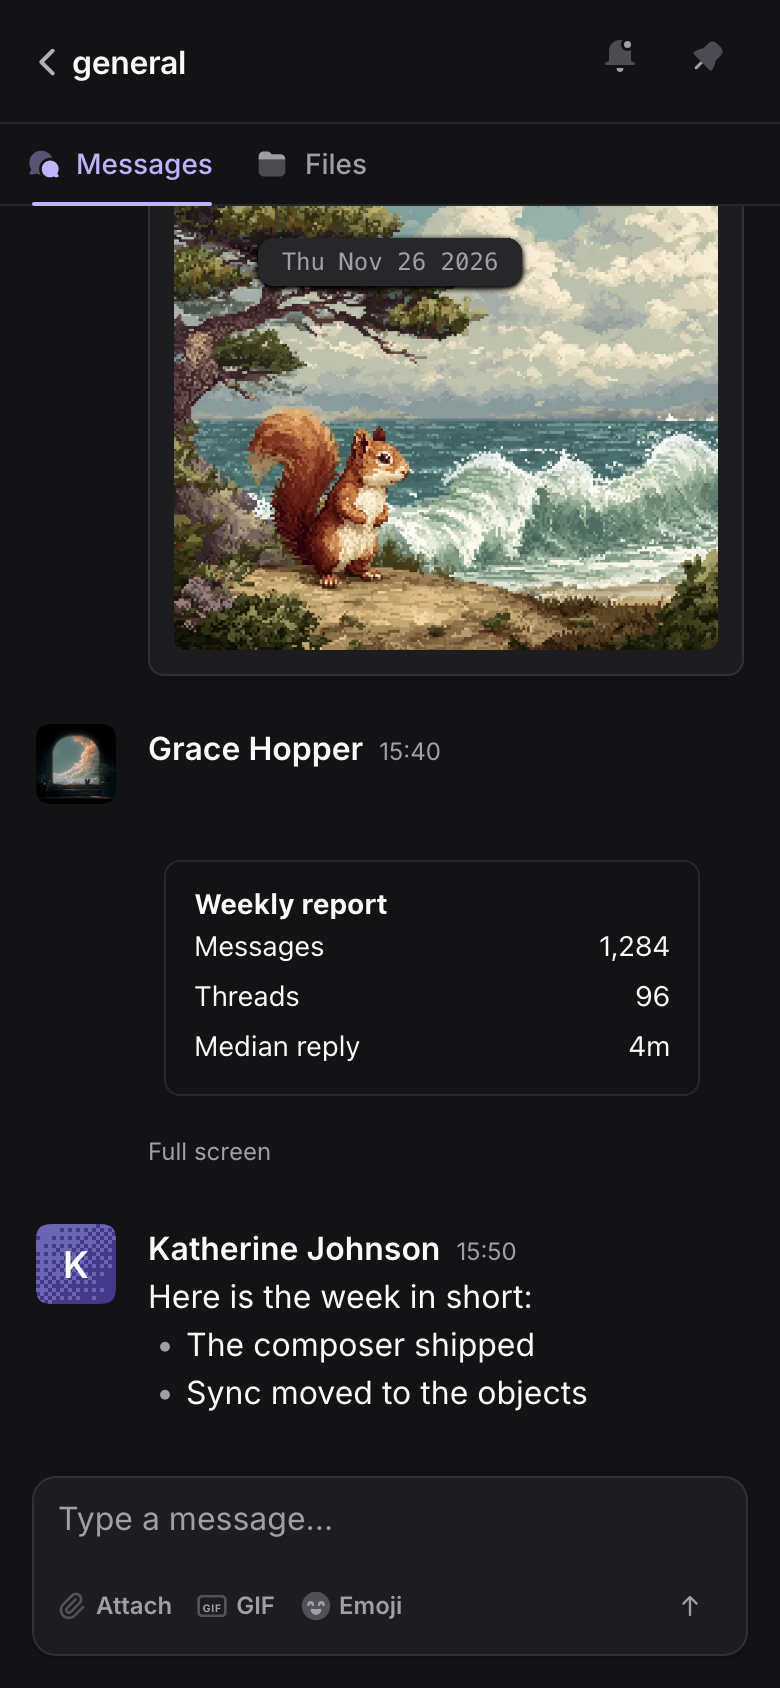 general
Messages
Files
Thu Nov 26 2026
Grace Hopper 15:40
Weekly report
Messages 1,284
Threads 96
Median reply 4m
Full screen
K
Katherine Johnson 15:50
Here is the week in short:
• The composer shipped
• Sync moved to the objects
Type a message...
Attach
GIF GIF
Emoji